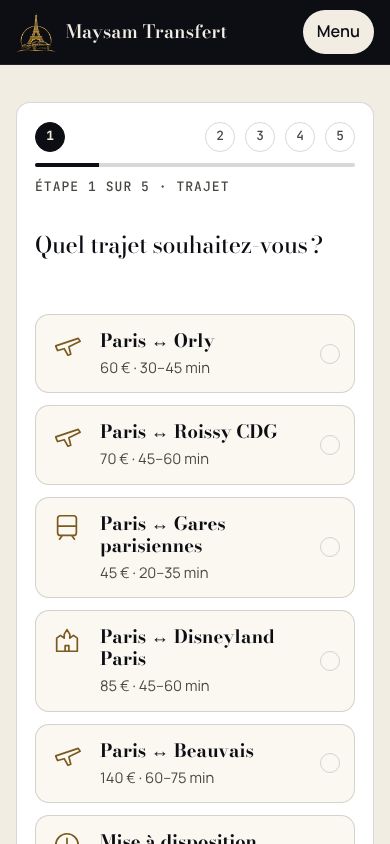 Maysam Transfert
Menu
1
2
3
4
5
ÉTAPE 1 SUR 5 · TRAJET
Quel trajet souhaitez-vous ?
Paris ↔ Orly
60 € · 30–45 min
Paris ↔ Roissy CDG
70 € · 45–60 min
Paris ↔ Gares
parisiennes
45 € · 20–35 min
Paris ↔ Disneyland
Paris
85 € · 45–60 min
Paris ↔ Beauvais
140 € · 60–75 min
Mise à disposition